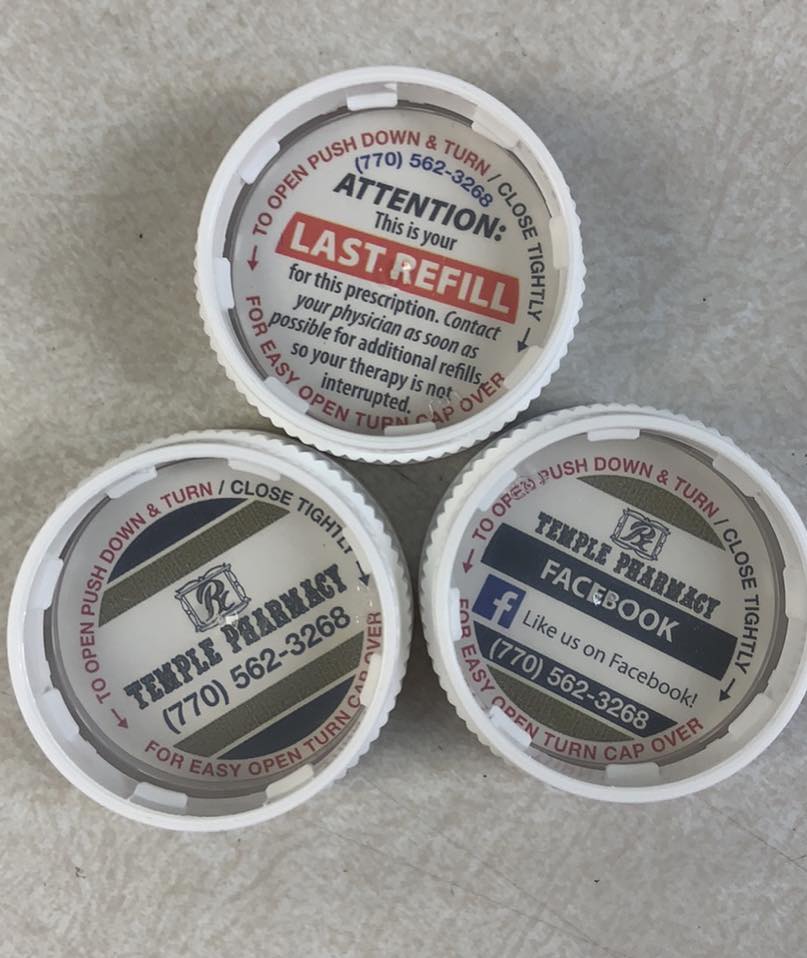 TO OPEN PUSH DOWN & TURN / CLOSE TIGHTLY
(770) 562-3268
ATTENTION:
This is your
LAST REFILL
for this prescription. Contact
your physician as soon as
possible for additional refills,
so your therapy is not
interrupted.
FOR EASY OPEN TURN CAP OVER
TO OPEN PUSH DOWN & TURN / CLOSE TIGHTLY
Rx
TEMPLE PHARMACY
(770) 562-3268
FOR EASY OPEN TURN CAP OVER
TO OPEN PUSH DOWN & TURN / CLOSE TIGHTLY
Rx
TEMPLE PHARMACY
FACEBOOK
f
Like us on Facebook!
(770) 562-3268
FOR EASY OPEN TURN CAP OVER